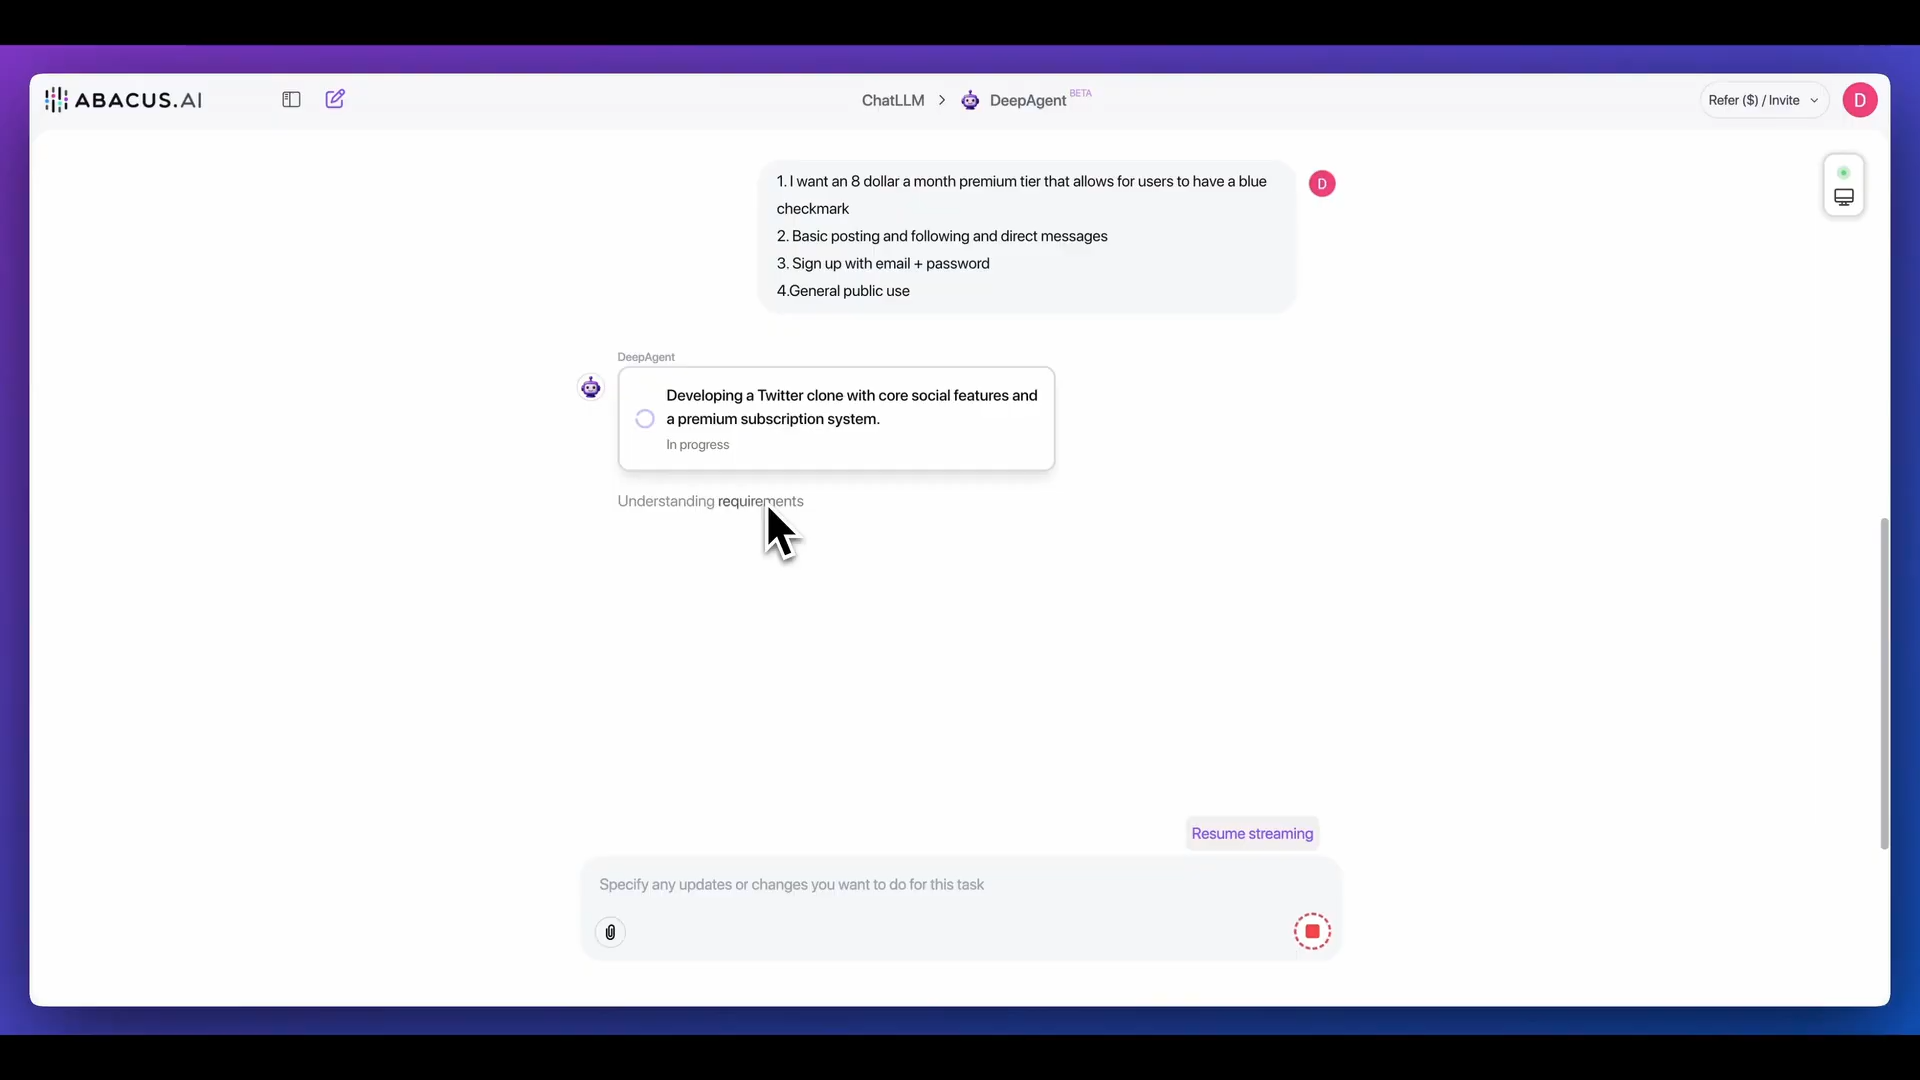 ABACUS.AI
ChatLLM > DeepAgent BETA
Refer ($) / Invite
D
1. I want an 8 dollar a month premium tier that allows for users to have a blue
checkmark
2. Basic posting and following and direct messages
3. Sign up with email + password
4.General public use
D
DeepAgent
Developing a Twitter clone with core social features and
a premium subscription system.
In progress
Understanding requirements
Resume streaming
Specify any updates or changes you want to do for this task